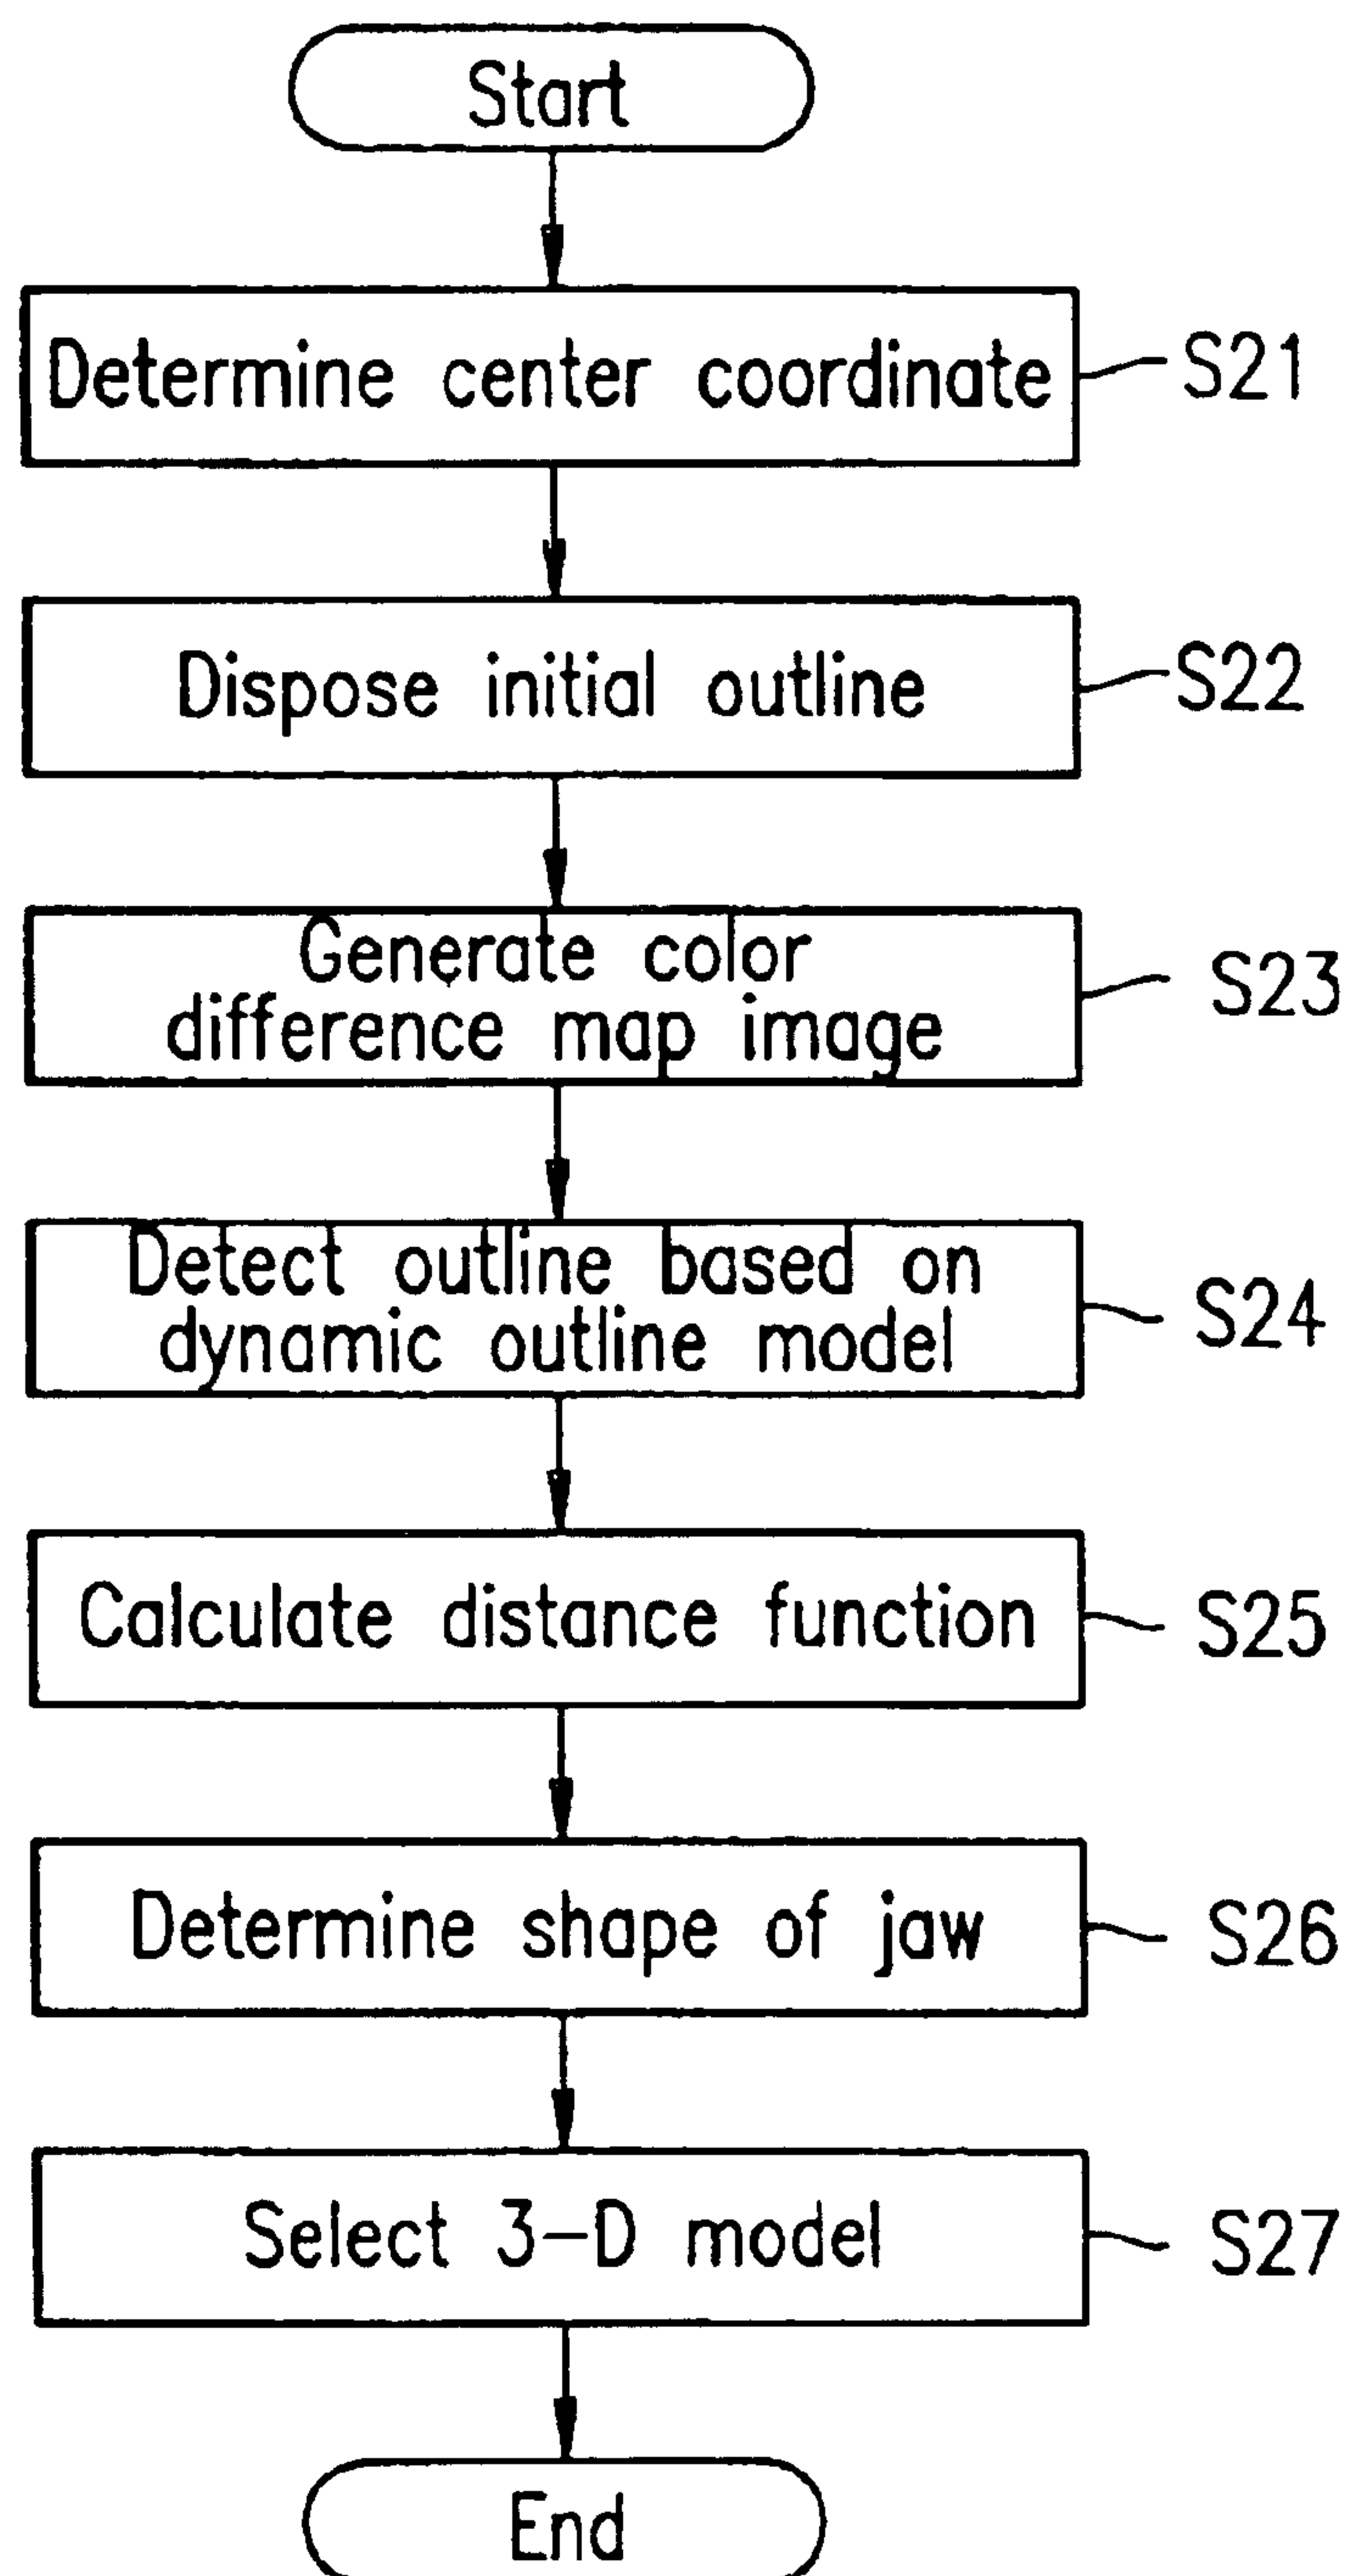 Start
Determine center coordinate
S21
Dispose initial outline
S22
Generate color
difference map image
S23
Detect outline based on
dynamic outline model
S24
Calculate distance function
S25
Determine shape of jaw
S26
Select 3-D model
S27
End